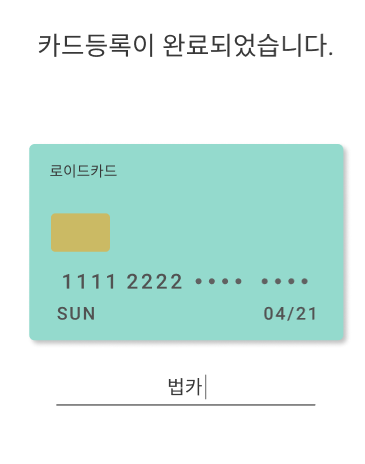 카드등록이 완료되었습니다.
로이드카드
1111 2222 •••• ••••
SUN 04/21
법카